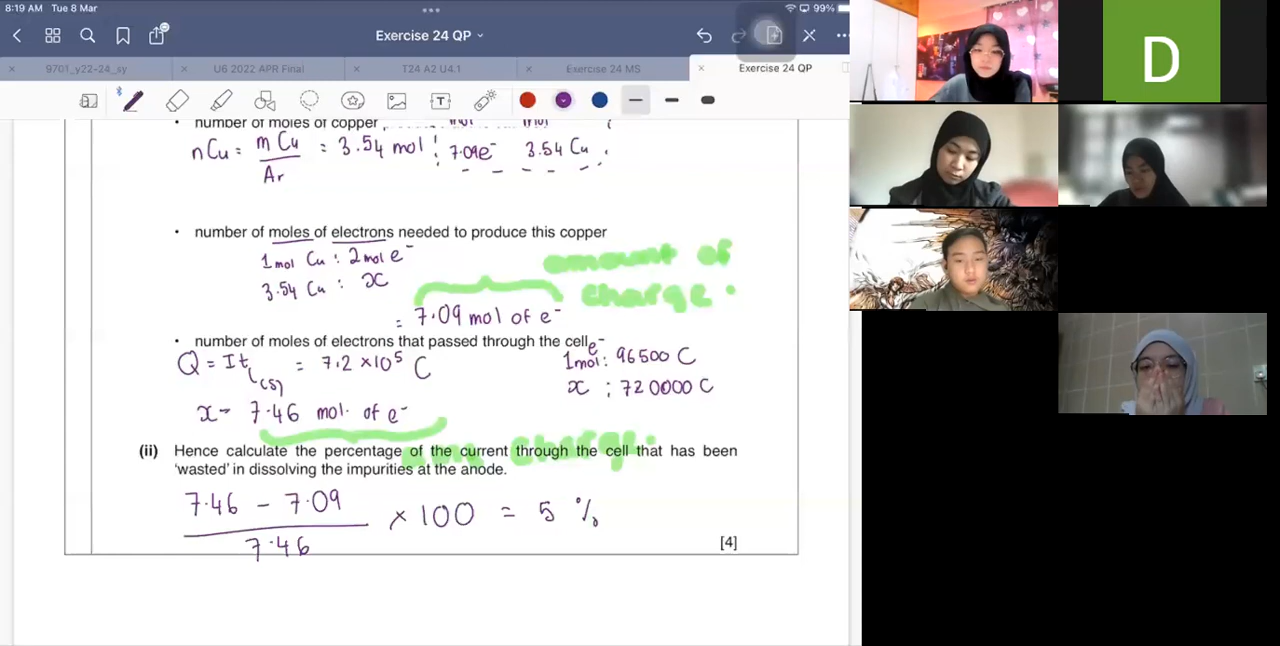 8:19 AM Tue 8 Mar
99%
Exercise 24 QP
9701_y22-24_sy
U6 2022 APR Final
T24 A2 U4.1
Exercise 24 MS
Exercise 24 QP
• number of moles of copper
nCu = mCu / Ar = 3.54 mol
7.09e⁻ 3.54 Cu
• number of moles of electrons needed to produce this copper
1mol Cu : 2mol e⁻
3.54 Cu : x
= 7.09 mol of e⁻
amount of
charge.
• number of moles of electrons that passed through the cell
Q = It (s) = 7.2 × 10⁵ C
e⁻
1mol : 96500 C
x : 720000 C
x = 7.46 mol. of e⁻
charge.
(ii) Hence calculate the percentage of the current through the cell that has been
'wasted' in dissolving the impurities at the anode.
7.46 – 7.09 / 7.46 × 100 = 5 %
[4]
D